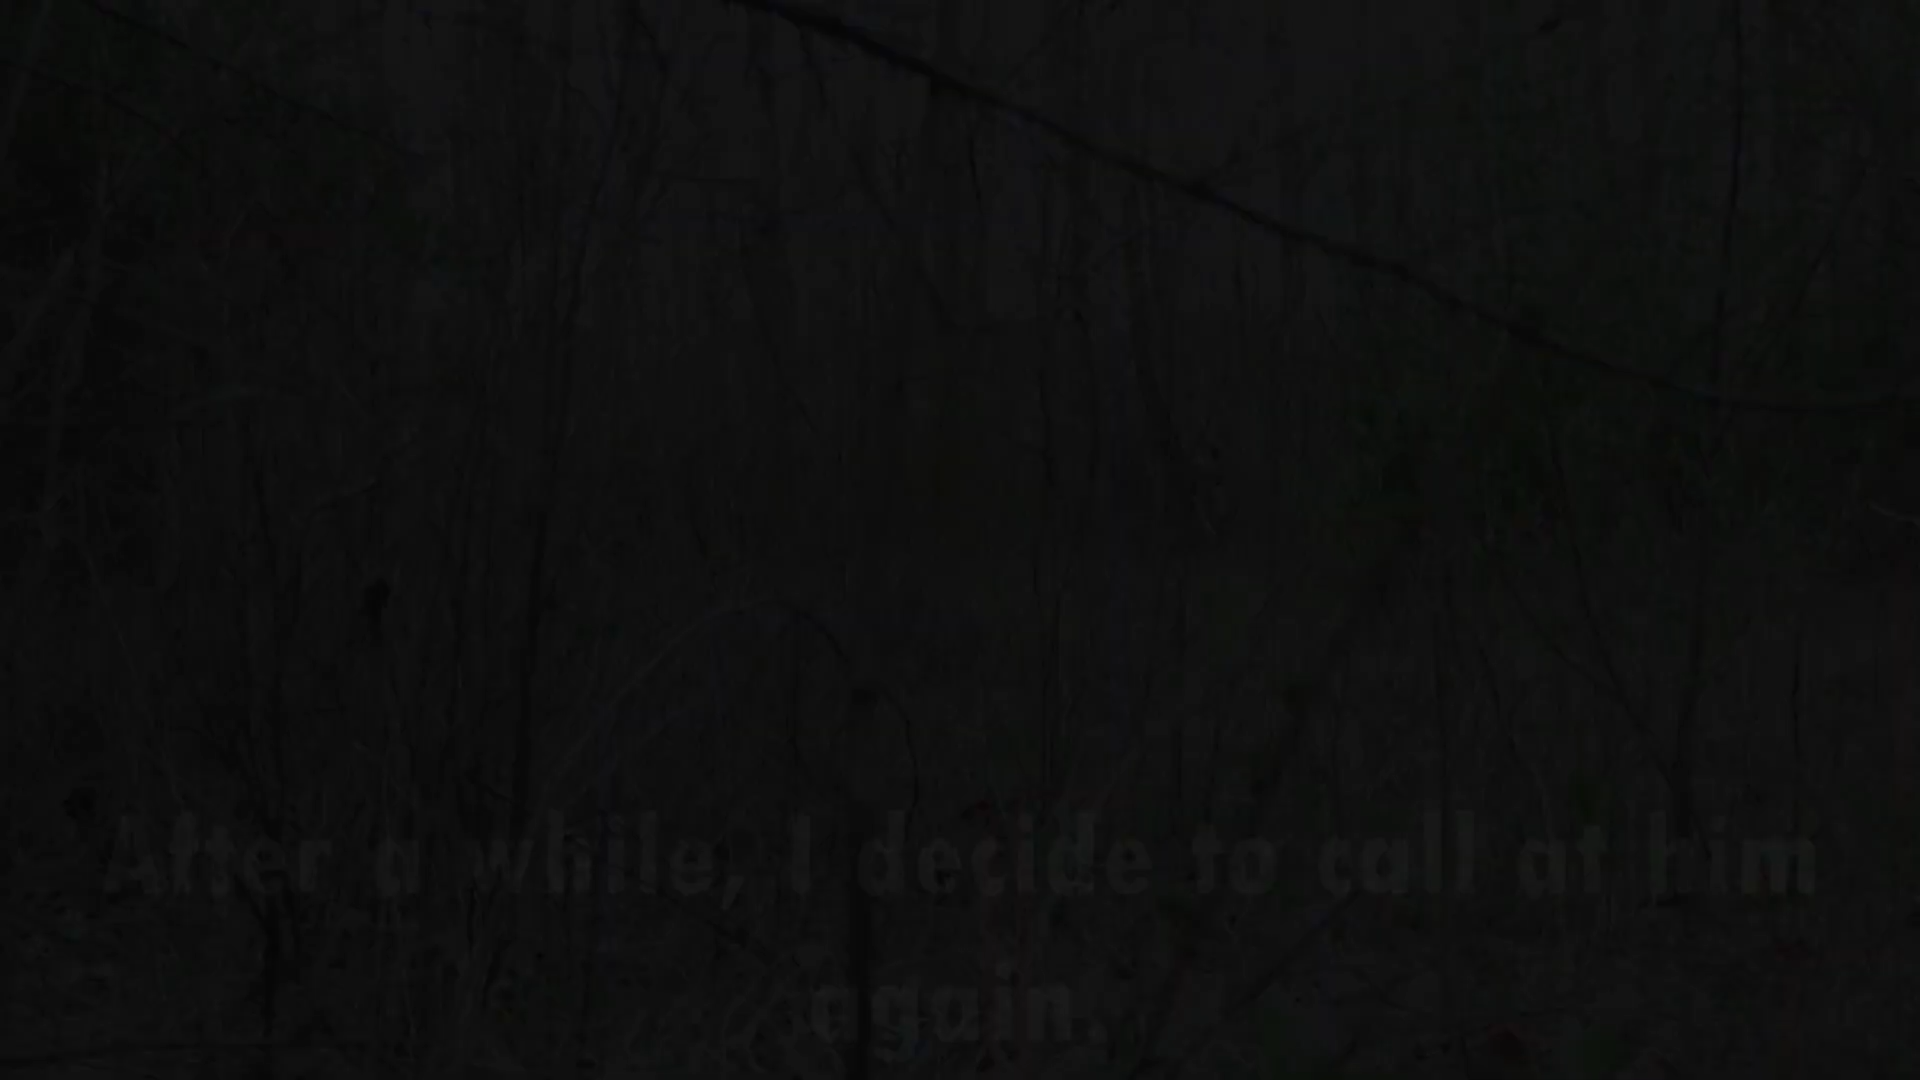 After a while, I decide to call at him
again.